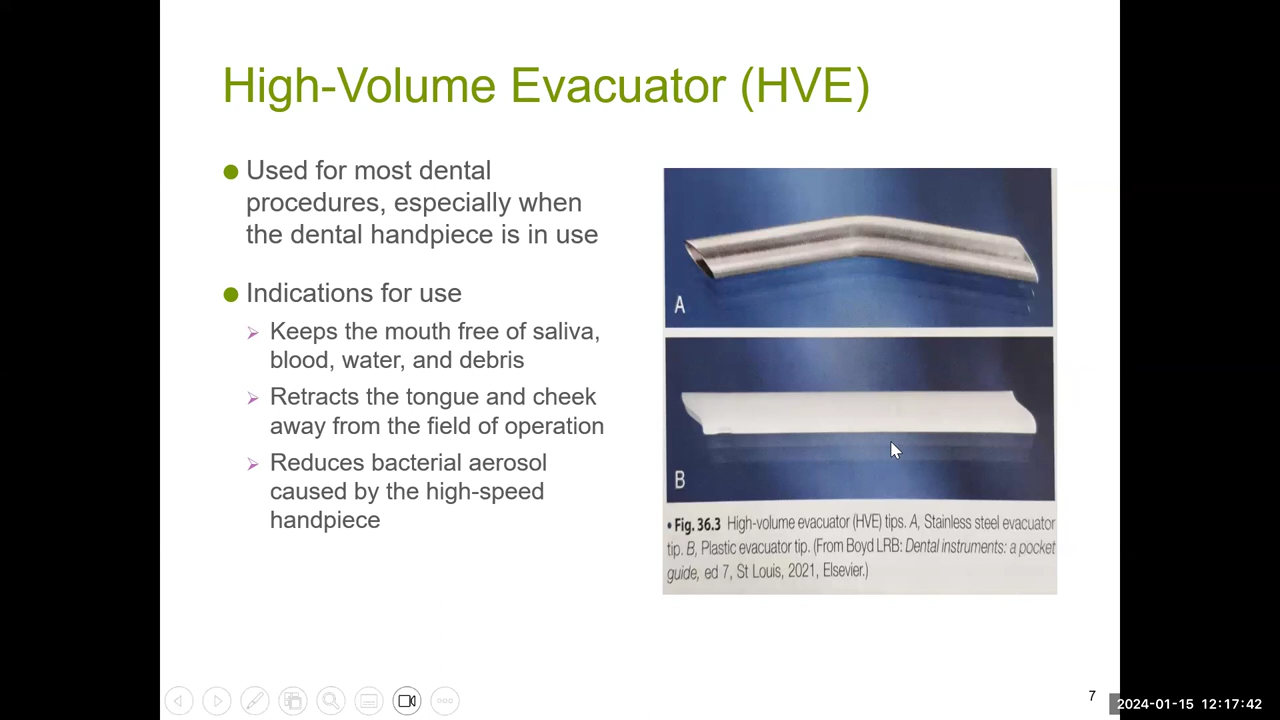 High-Volume Evacuator (HVE)
Used for most dental
procedures, especially when
the dental handpiece is in use
Indications for use
Keeps the mouth free of saliva,
blood, water, and debris
Retracts the tongue and cheek
away from the field of operation
Reduces bacterial aerosol
caused by the high-speed
handpiece
A
B
• Fig. 36.3 High-volume evacuator (HVE) tips. A, Stainless steel evacuator
tip. B, Plastic evacuator tip. (From Boyd LRB: Dental instruments: a pocket
guide, ed 7, St Louis, 2021, Elsevier.)
7
2024-01-15 12:17:42